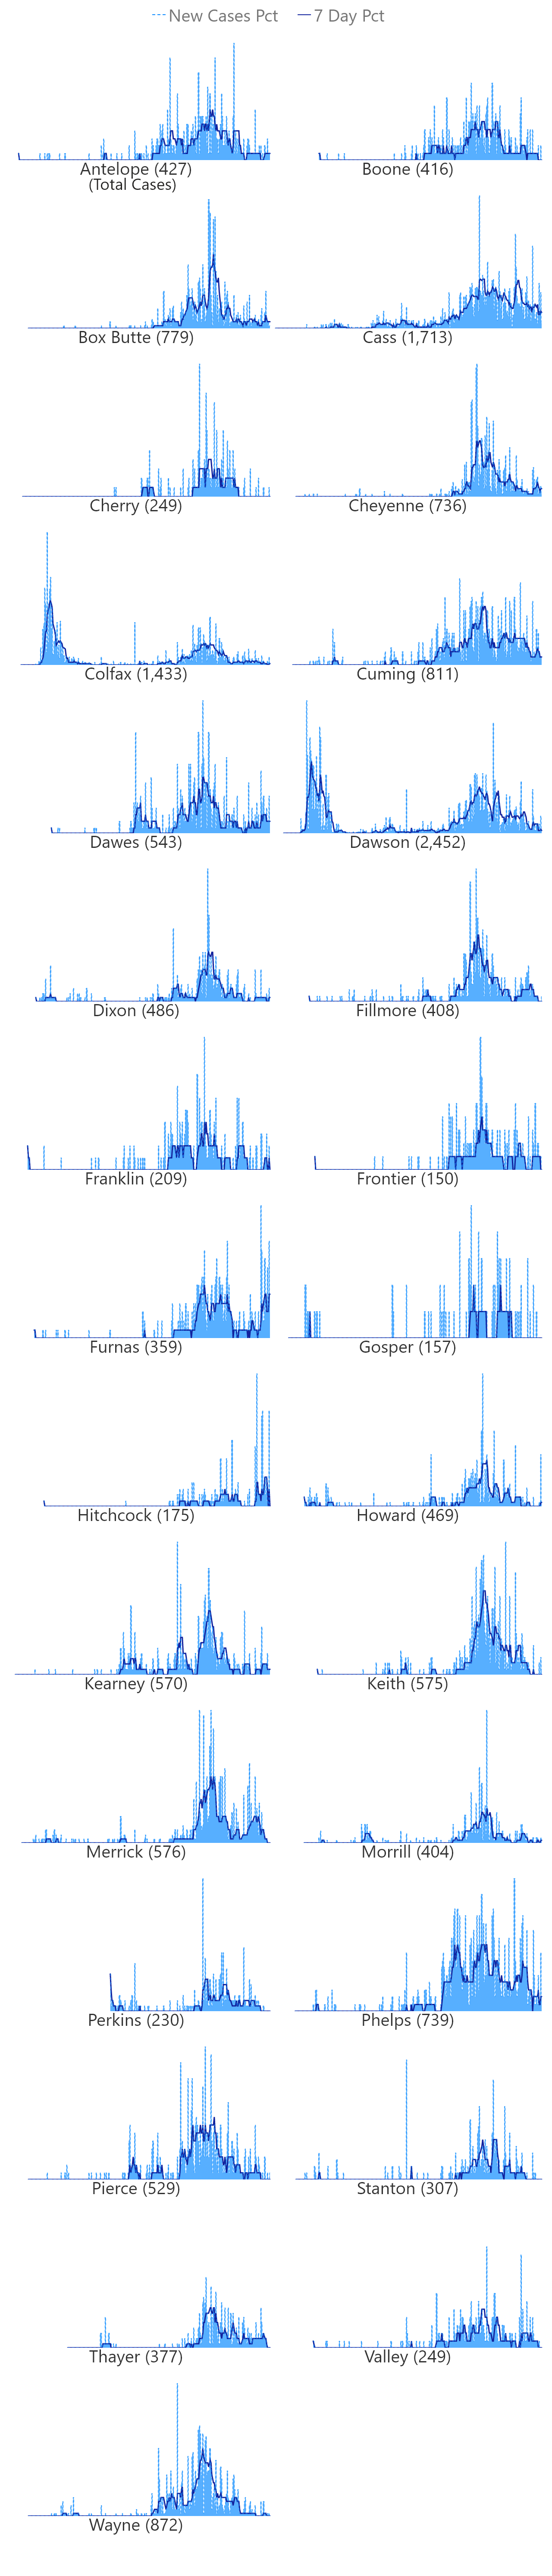 New Cases Pct 7 Day Pct
Antelope (427) Boone (416)
(Total Cases)
Box Butte (779) Cass (1,713)
Cherry (249) Cheyenne (736)
Colfax (1,433) Cuming (811)
Dawes (543) Dawson (2,452)
Dixon (486) Fillmore (408)
Franklin (209) Frontier (150)
Furnas (359) Gosper (157)
Hitchcock (175) Howard (469)
Kearney (570) Keith (575)
Merrick (576) Morrill (404)
Perkins (230) Phelps (739)
Pierce (529) Stanton (307)
Thayer (377) Valley (249)
Wayne (872)